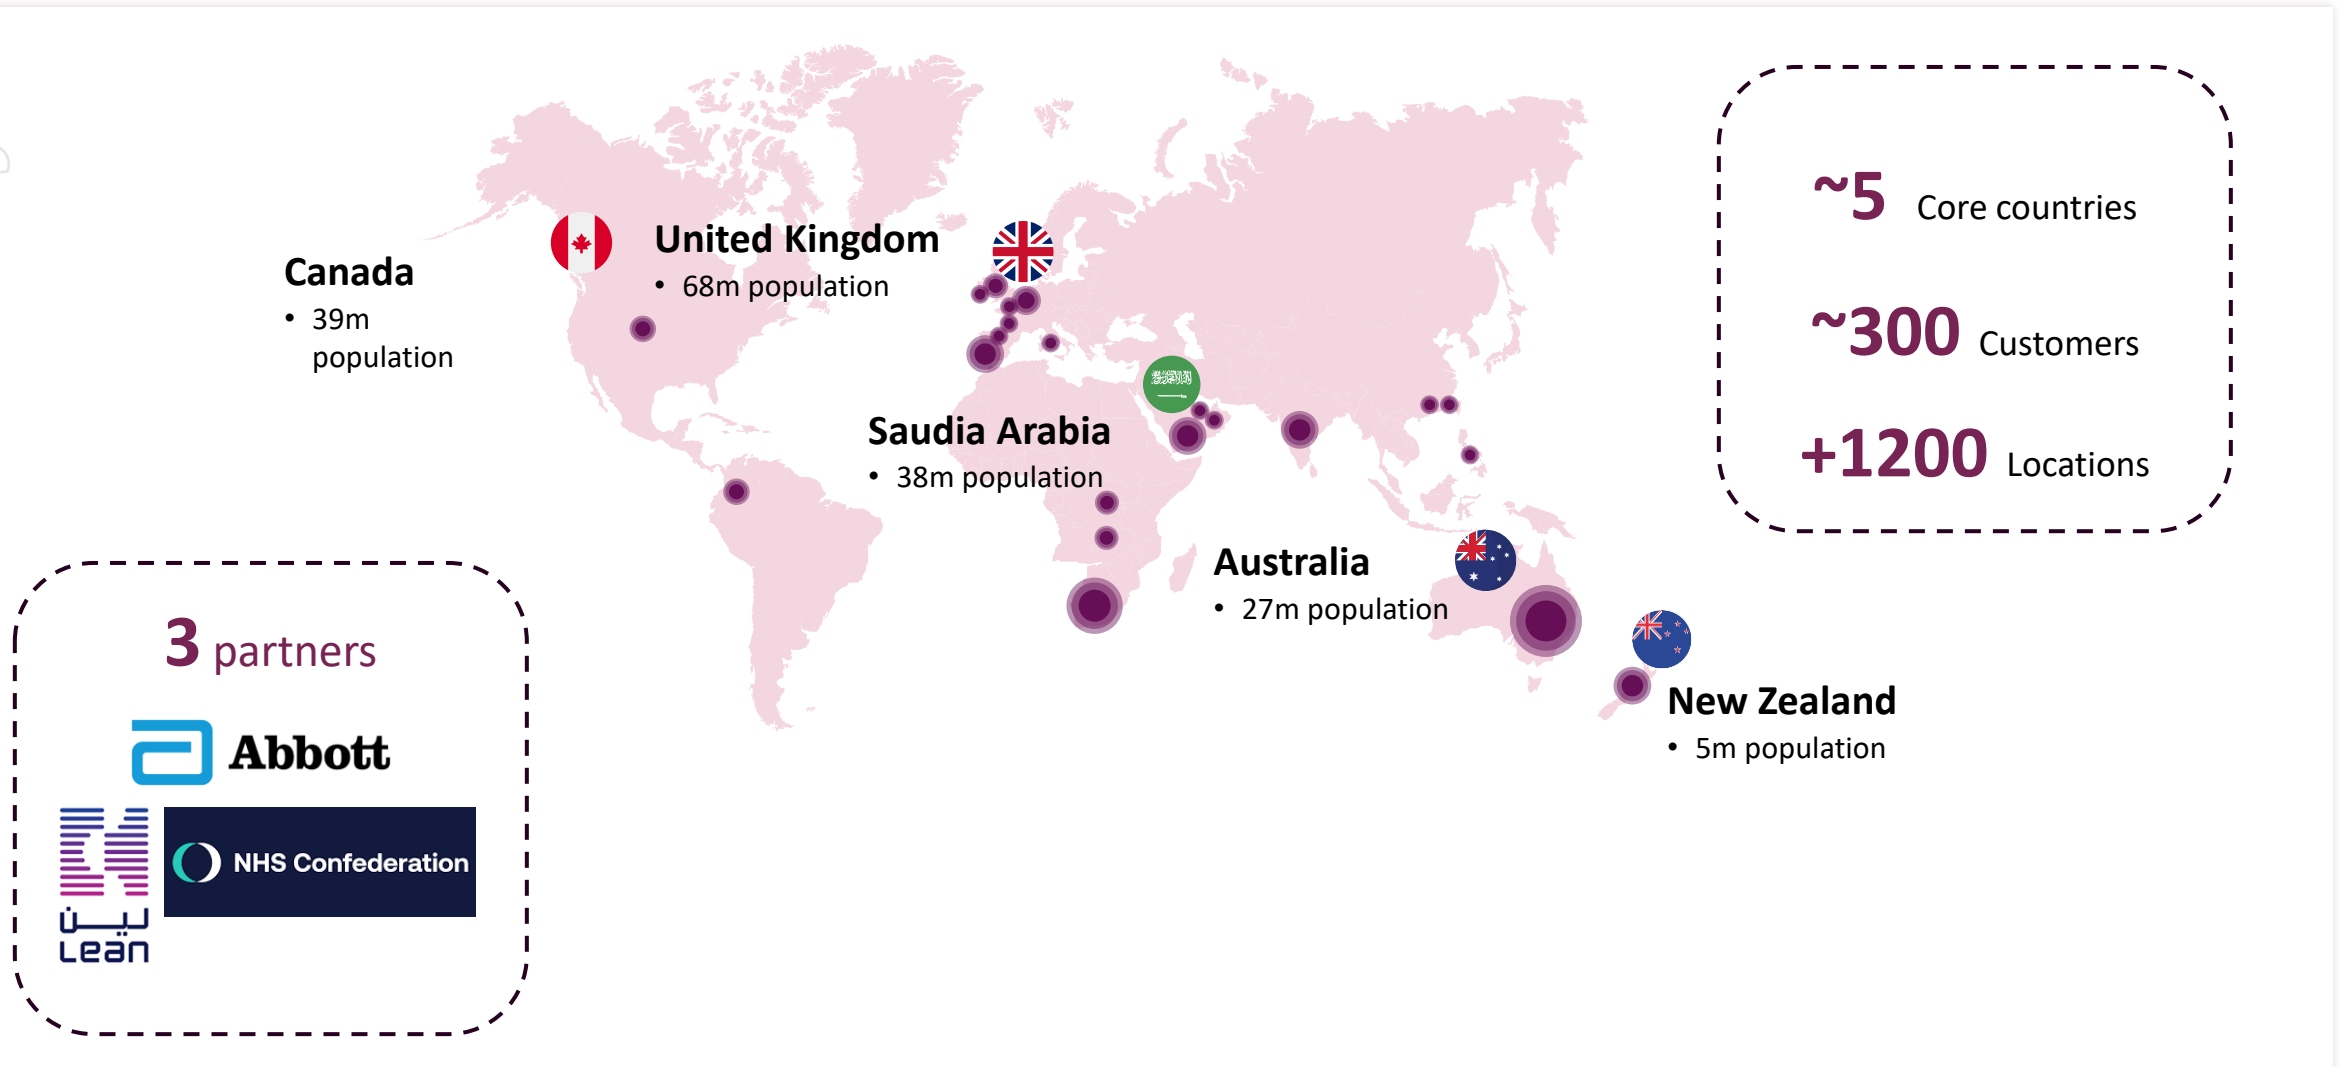 Canada
• 39m
population
United Kingdom
• 68m population
Saudia Arabia
• 38m population
Australia
• 27m population
New Zealand
• 5m population
~5 Core countries
~300 Customers
+1200 Locations
3 partners
Abbott
NHS Confederation
لين
Lean